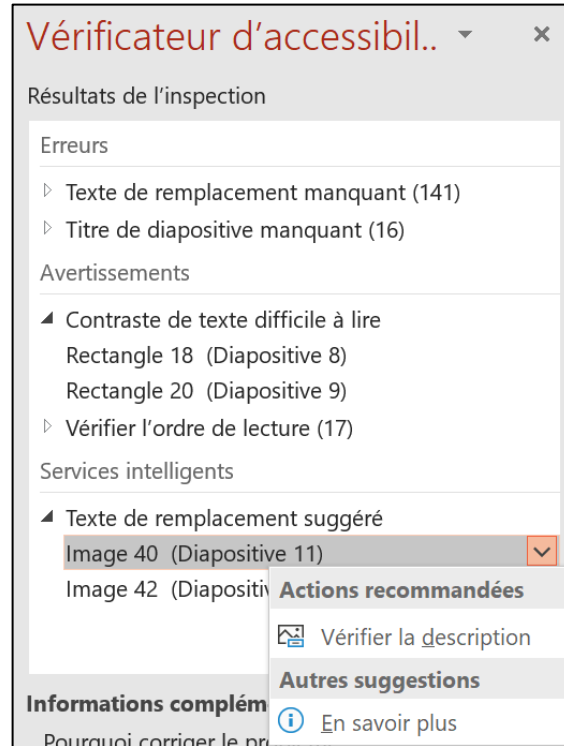 Vérificateur d’accessibil..
Résultats de l’inspection
Erreurs
Texte de remplacement manquant (141)
Titre de diapositive manquant (16)
Avertissements
Contraste de texte difficile à lire
Rectangle 18 (Diapositive 8)
Rectangle 20 (Diapositive 9)
Vérifier l’ordre de lecture (17)
Services intelligents
Texte de remplacement suggéré
Image 40 (Diapositive 11)
Image 42
Actions recommandées
Vérifier la description
Autres suggestions
En savoir plus
Informations
Pourquoi corriger le